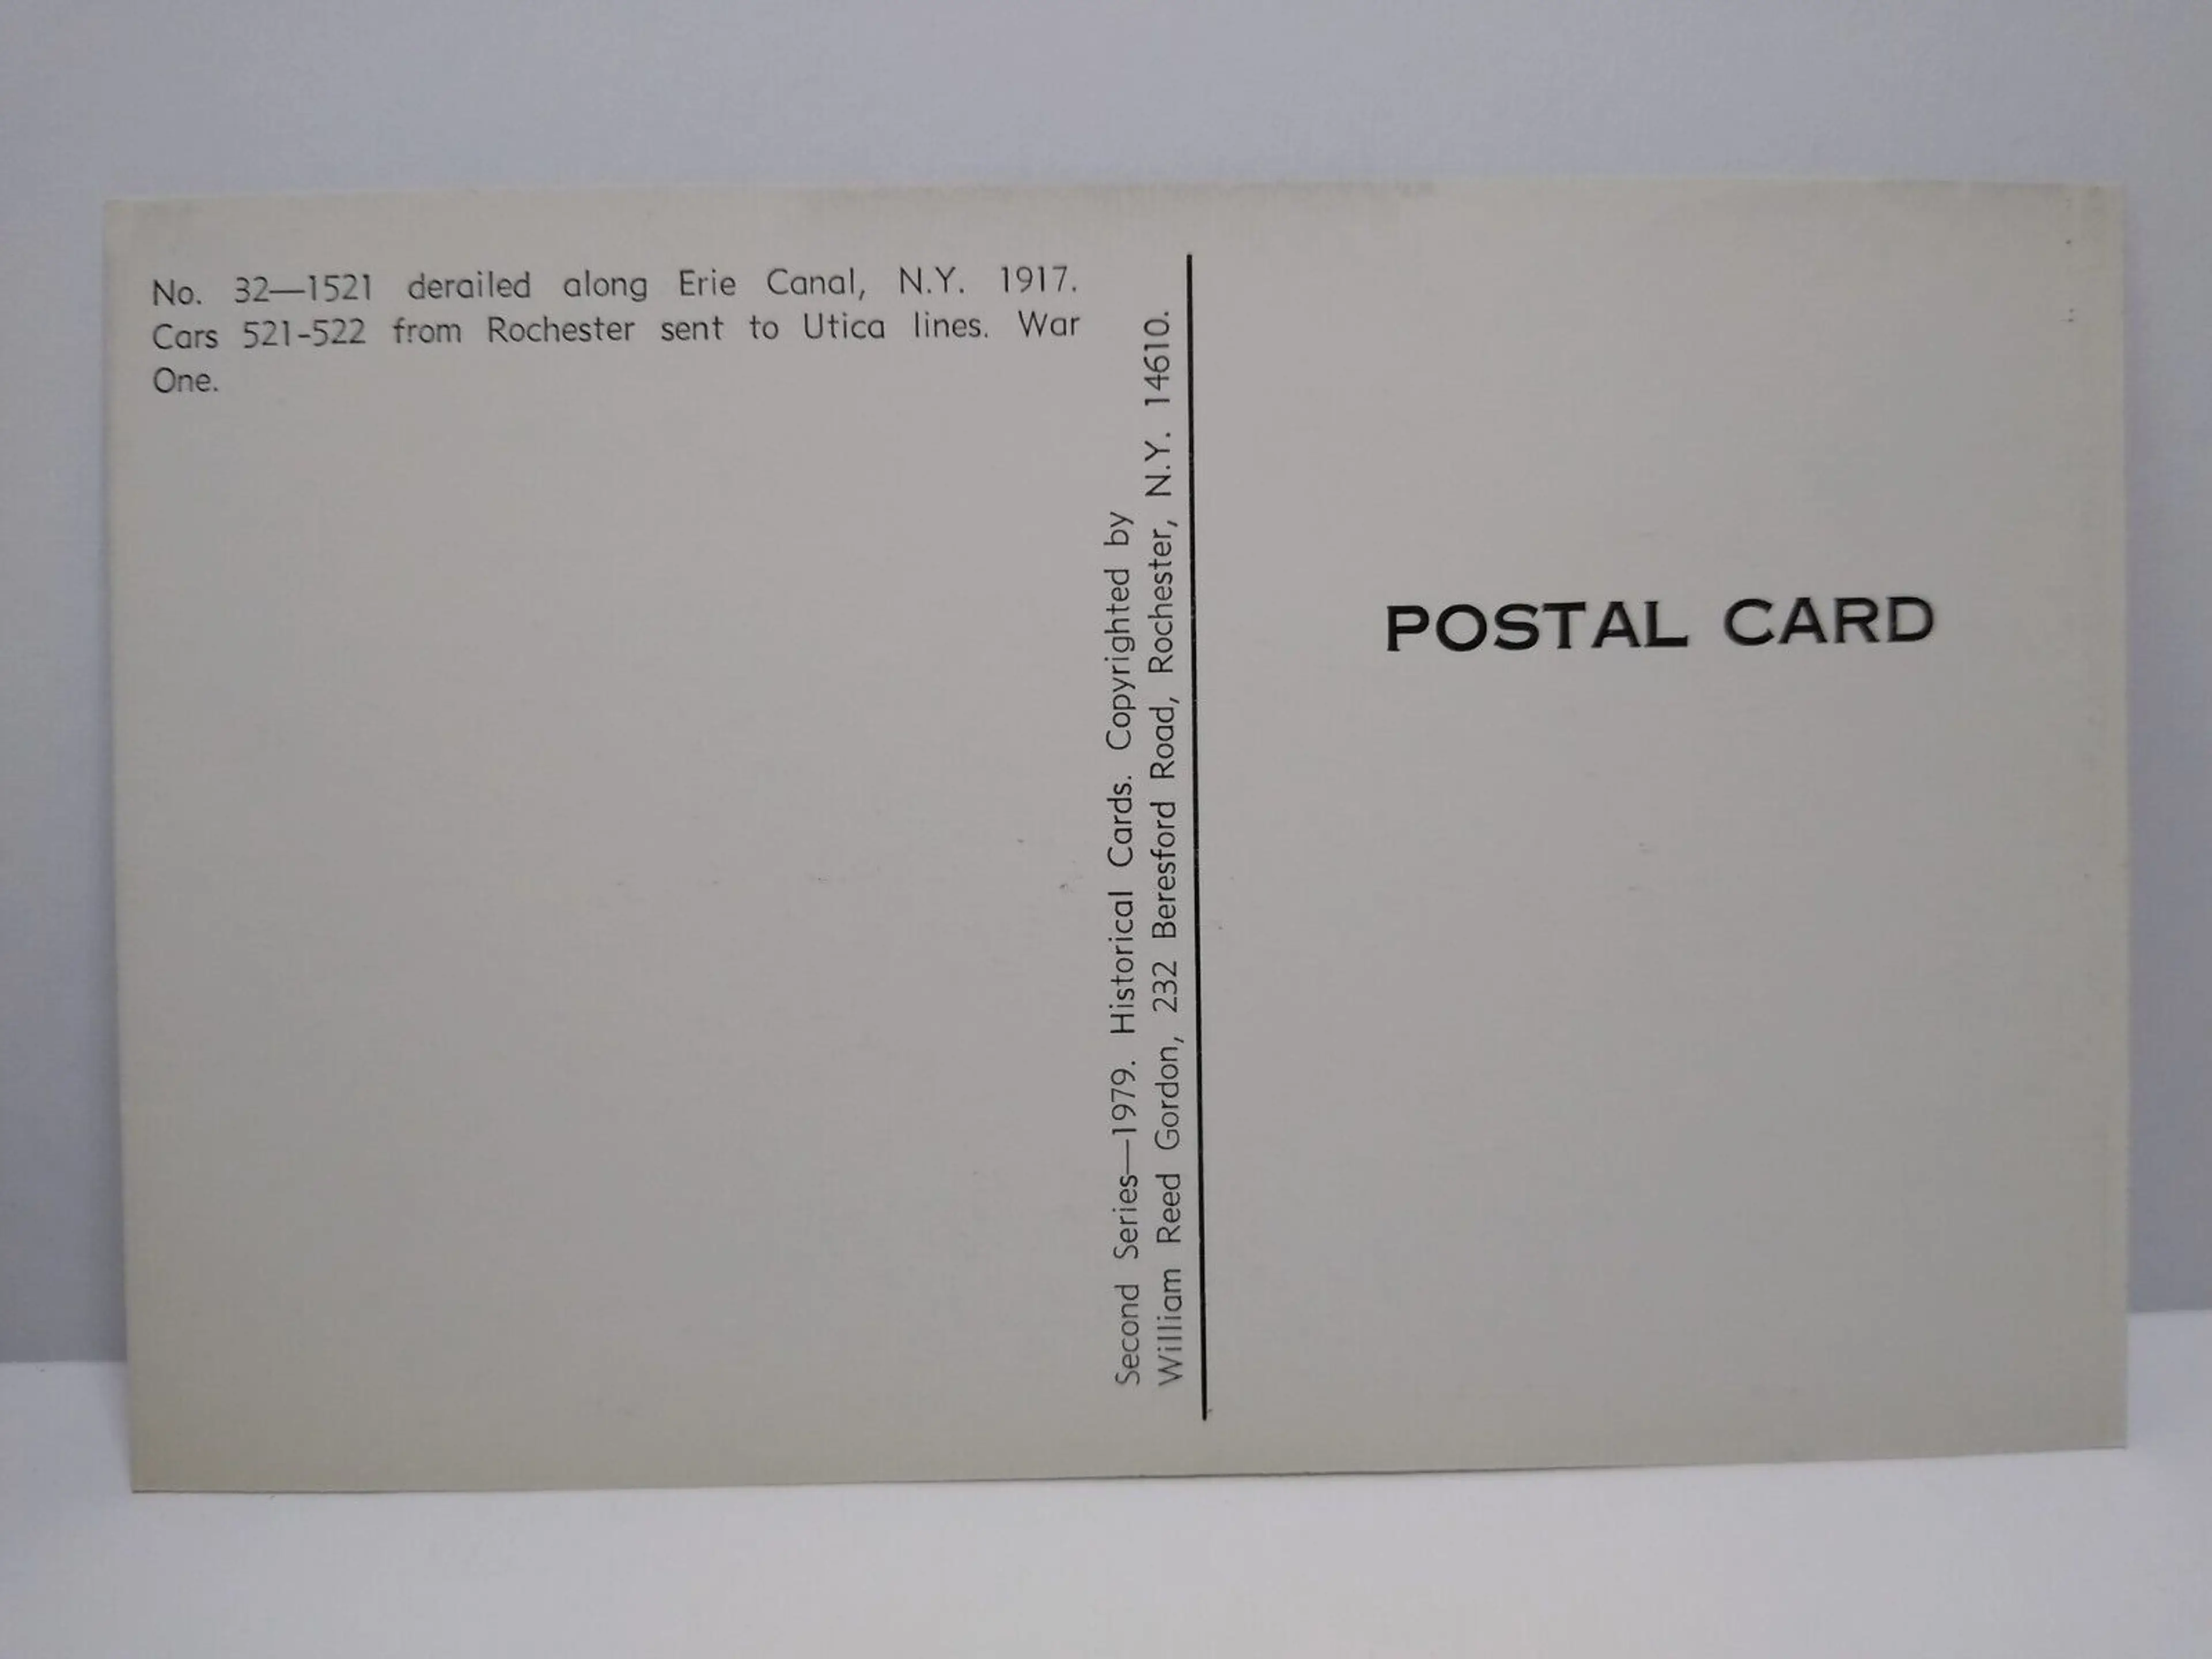 No. 32—1521 derailed along Erie Canal, N.Y. 1917.
Cars 521-522 from Rochester sent to Utica lines. War
One.
Second Series—1979. Historical Cards. Copyrighted by
William Reed Gordon, 232 Beresford Road, Rochester, N.Y. 14610.
POSTAL CARD